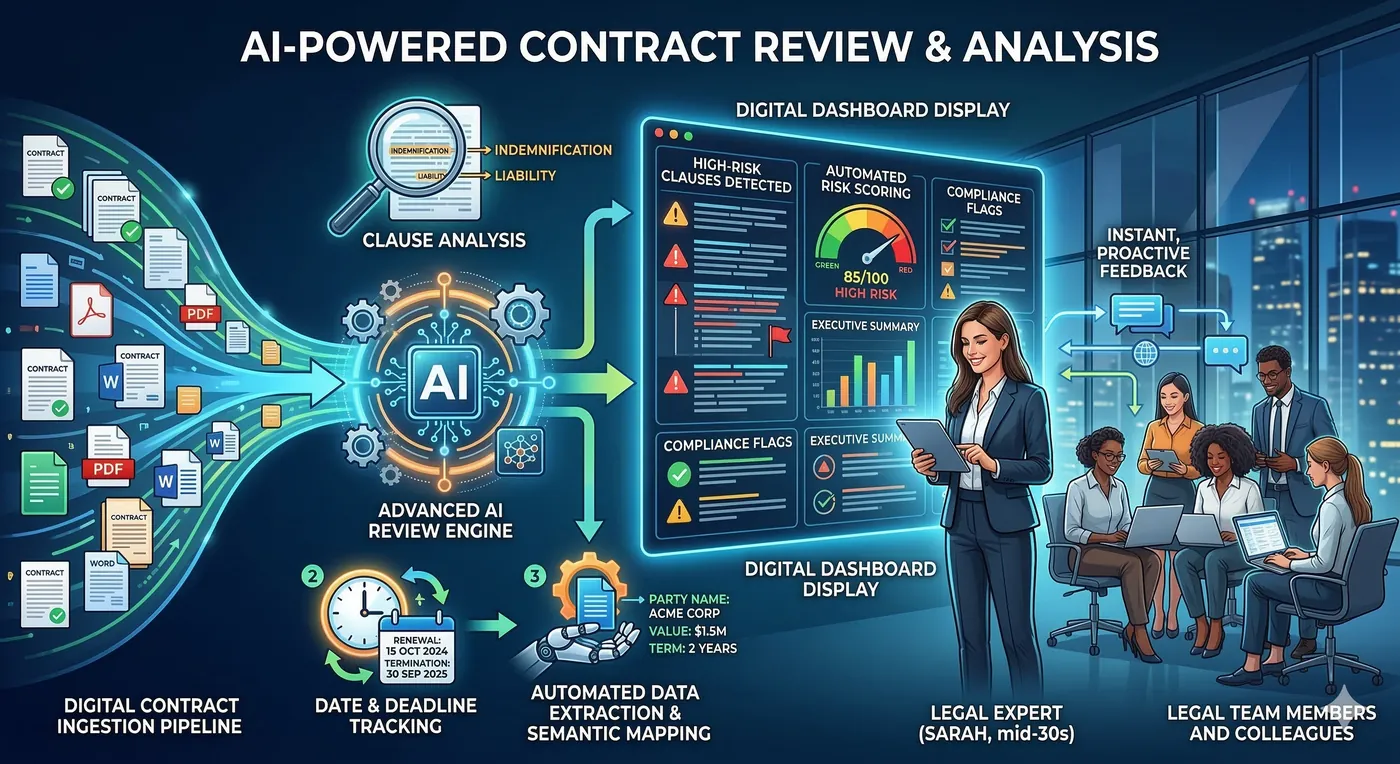 AI-POWERED CONTRACT REVIEW & ANALYSIS
CONTRACT
CONTRACT
PDF
CONTRACT
CONTRACT
W
W
PDF
W
CONTRACT
CONTRACT
WORD
DIGITAL CONTRACT
INGESTION PIPELINE
INDEMNIFICATION
LIABILITY
INDEMNIFICATION
LIABILITY
CLAUSE ANALYSIS
AI
ADVANCED AI
REVIEW ENGINE
2
RENEWAL:
15 OCT 2024
TERMINATION:
30 SEP 2025
DATE & DEADLINE
TRACKING
3
PARTY NAME:
ACME CORP
VALUE: $1.5M
TERM: 2 YEARS
AUTOMATED DATA
EXTRACTION &
SEMANTIC MAPPING
DIGITAL DASHBOARD DISPLAY
HIGH-RISK
CLAUSES DETECTED
AUTOMATED
RISK SCORING
GREEN
RED
85/100
HIGH RISK
COMPLIANCE
FLAGS
EXECUTIVE SUMMARY
COMPLIANCE FLAGS
EXECUTIVE SUMM
DIGITAL DASHBOARD
DISPLAY
INSTANT,
PROACTIVE
FEEDBACK
LEGAL EXPERT
(SARAH, mid-30s)
LEGAL TEAM MEMBERS
AND COLLEAGUES